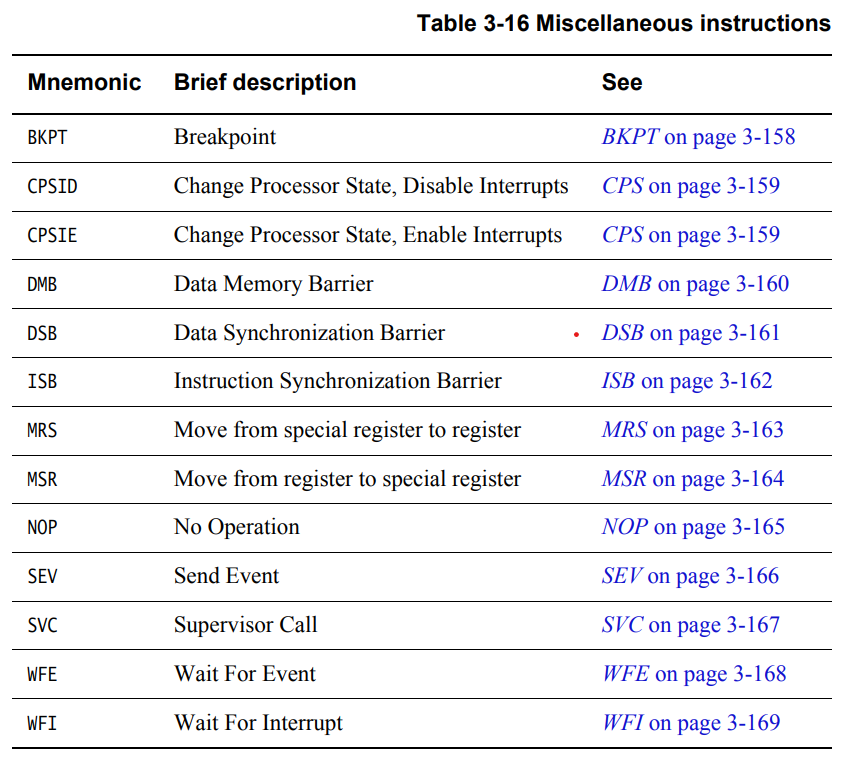 Table 3-16 Miscellaneous instructions
Mnemonic Brief description See
BKPT Breakpoint BKPT on page 3-158
CPSID Change Processor State, Disable Interrupts CPS on page 3-159
CPSIE Change Processor State, Enable Interrupts CPS on page 3-159
DMB Data Memory Barrier DMB on page 3-160
DSB Data Synchronization Barrier DSB on page 3-161
ISB Instruction Synchronization Barrier ISB on page 3-162
MRS Move from special register to register MRS on page 3-163
MSR Move from register to special register MSR on page 3-164
NOP No Operation NOP on page 3-165
SEV Send Event SEV on page 3-166
SVC Supervisor Call SVC on page 3-167
WFE Wait For Event WFE on page 3-168
WFI Wait For Interrupt WFI on page 3-169